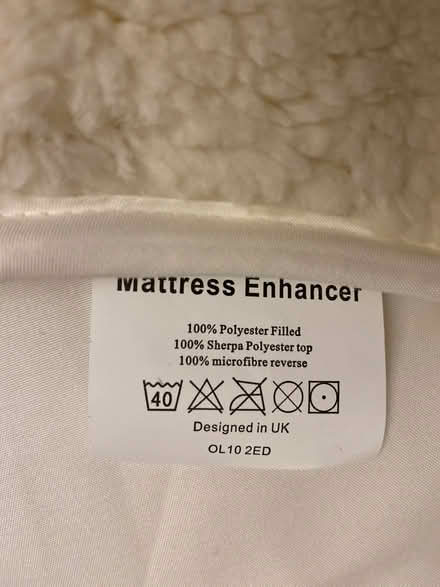 Mattress Enhancer
100% Polyester Filled
100% Sherpa Polyester top
100% microfibre reverse
40
Designed in UK
OL10 2ED